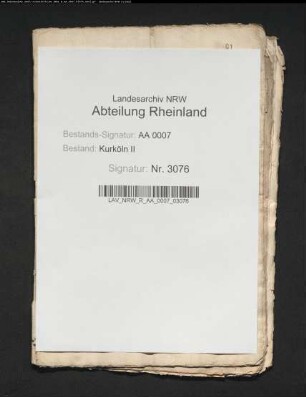 Landesarchiv NRW
Abteilung Rheinland
Bestands-Signatur: AA 0007
Bestand: Kurköln II
Signatur: Nr. 3076
LAV_NRW_R_AA_0007_03076